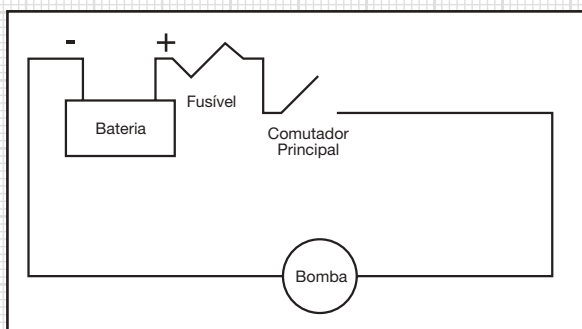 - +
Fusível
Bateria
Comutador
Principal
Bomba